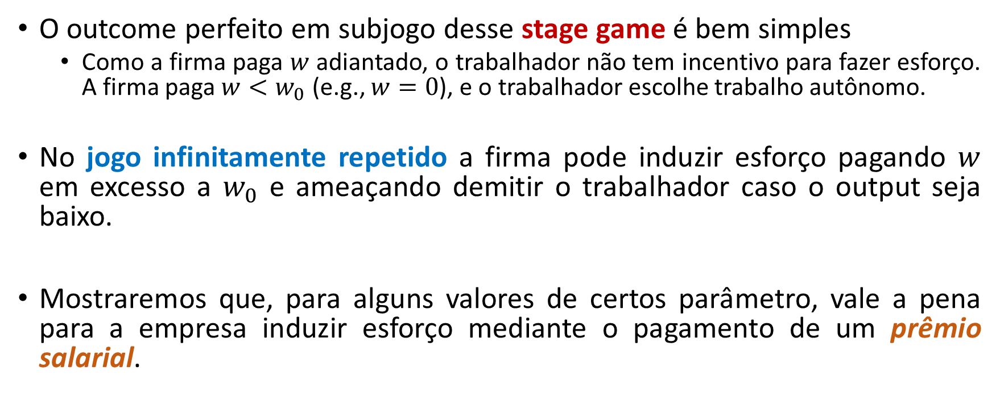 • O outcome perfeito em subjogo desse stage game é bem simples
• Como a firma paga w adiantado, o trabalhador não tem incentivo para fazer esforço.
A firma paga w < w₀ (e.g., w = 0), e o trabalhador escolhe trabalho autônomo.
• No jogo infinitamente repetido a firma pode induzir esforço pagando w
em excesso a w₀ e ameaçando demitir o trabalhador caso o output seja
baixo.
• Mostraremos que, para alguns valores de certos parâmetro, vale a pena
para a empresa induzir esforço mediante o pagamento de um prêmio
salarial.